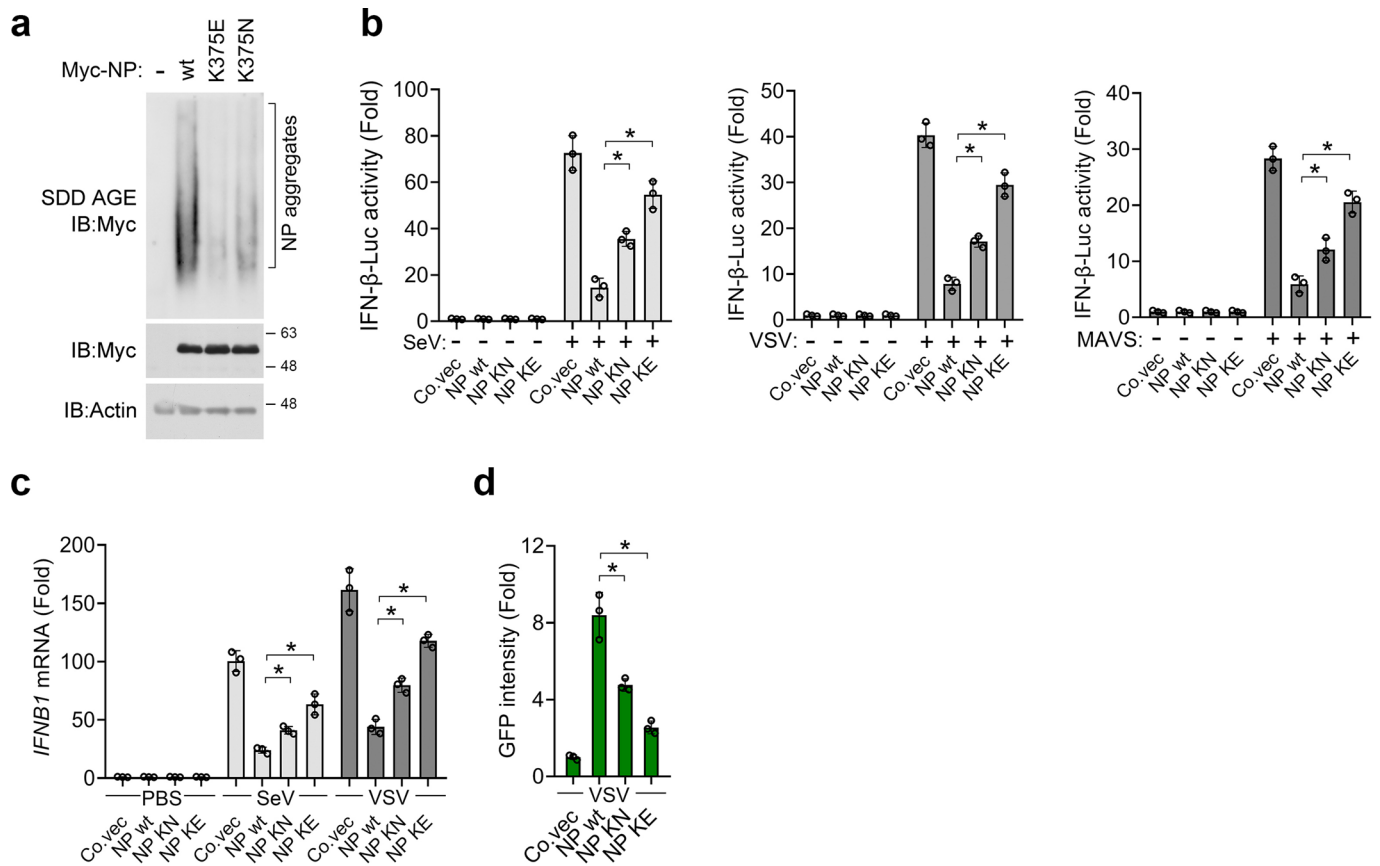 a
Myc-NP:
-
wt
K375E
K375N
SDD AGE
IB:Myc
NP aggregates
IB:Myc
63
48
IB:Actin
48
b
IFN-β-Luc activity (Fold)
100
80
60
40
20
0
*
*
SeV: - - - - + + + +
Co.vec
NP wt
NP KN
NP KE
Co.vec
NP wt
NP KN
NP KE
IFN-β-Luc activity (Fold)
50
40
30
20
10
0
*
*
VSV: - - - - + + + +
Co.vec
NP wt
NP KN
NP KE
Co.vec
NP wt
NP KN
NP KE
IFN-β-Luc activity (Fold)
40
30
20
10
0
*
*
MAVS: - - - - + + + +
Co.vec
NP wt
NP KN
NP KE
Co.vec
NP wt
NP KN
NP KE
c
IFNB1 mRNA (Fold)
200
150
100
50
0
*
*
*
*
PBS
SeV
VSV
Co.vec
NP wt
NP KN
NP KE
Co.vec
NP wt
NP KN
NP KE
Co.vec
NP wt
NP KN
NP KE
d
GFP intensity (Fold)
12
8
4
0
*
*
VSV
Co.vec
NP wt
NP KN
NP KE